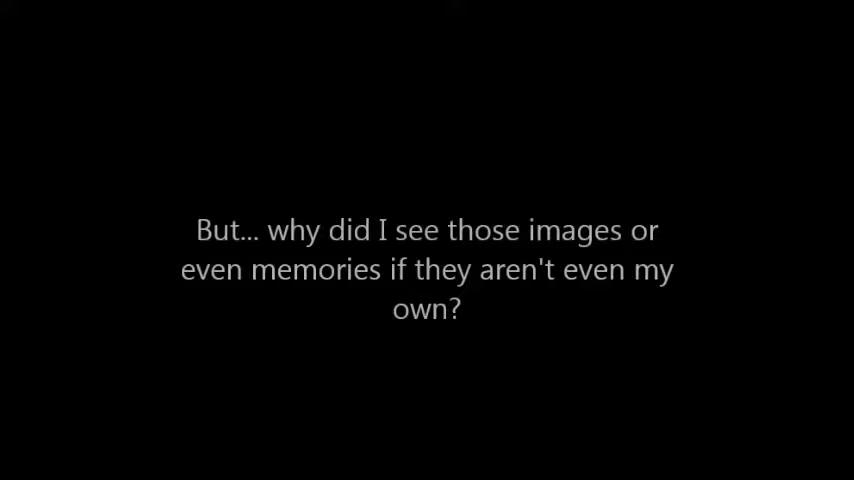 But... why did I see those images or
even memories if they aren't even my
own?